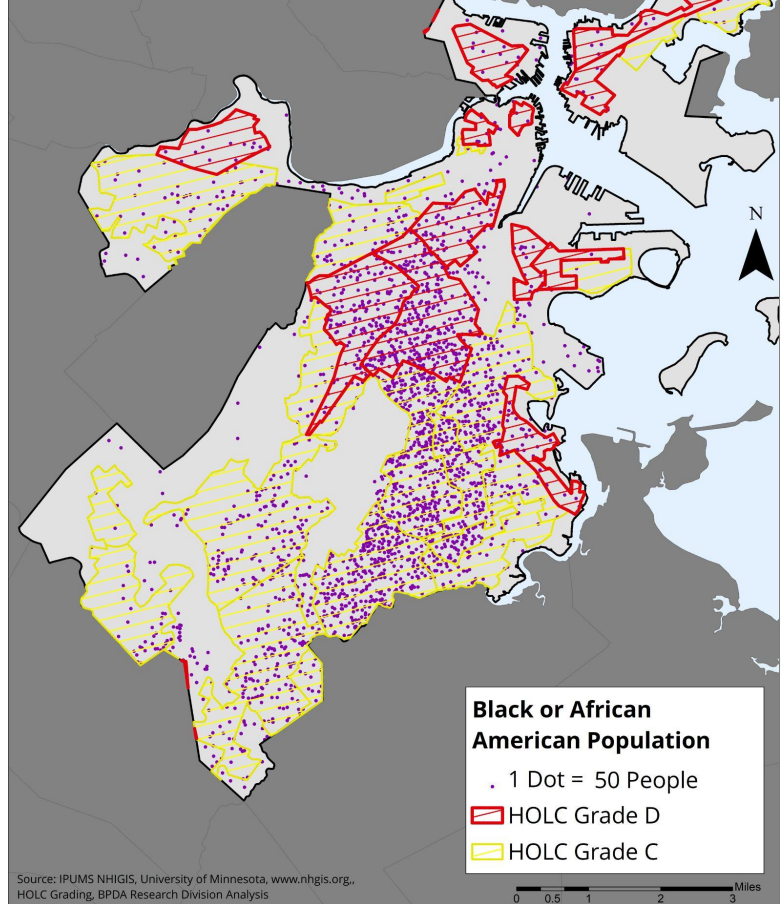 N
Black or African
American Population
1 Dot = 50 People
HOLC Grade D
HOLC Grade C
Source: IPUMS NHIGIS, University of Minnesota, www.nhgis.org,,
HOLC Grading, BPDA Research Division Analysis
Miles
0 0.5 1 2 3